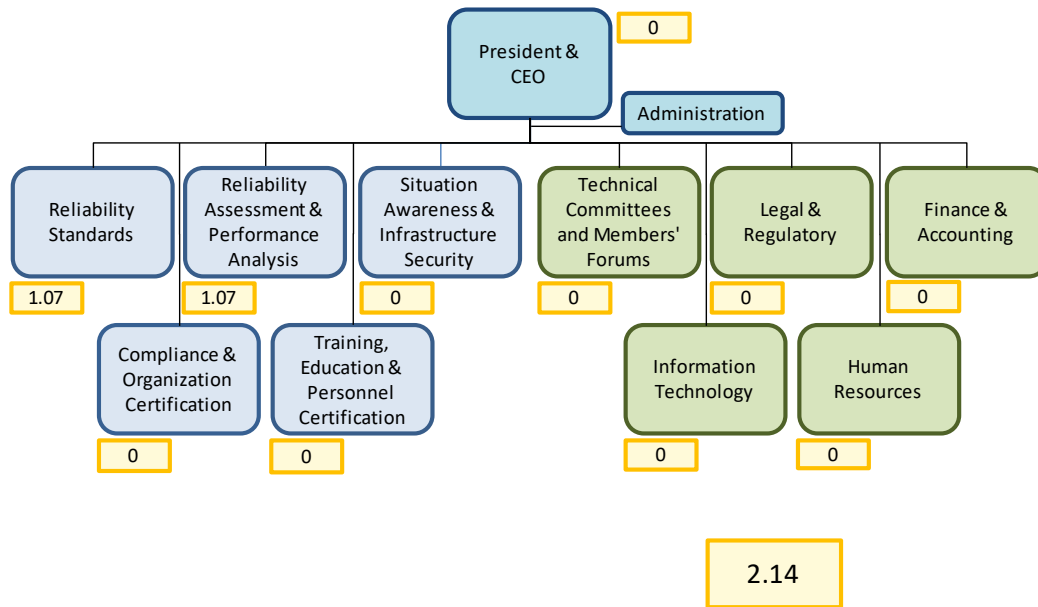 President &
CEO
0
Administration
Reliability
Standards
1.07
Reliability
Assessment &
Performance
Analysis
1.07
Situation
Awareness &
Infrastructure
Security
0
Technical
Committees
and Members'
Forums
0
Legal &
Regulatory
0
Finance &
Accounting
0
Compliance &
Organization
Certification
0
Training,
Education &
Personnel
Certification
0
Information
Technology
0
Human
Resources
0
2.14